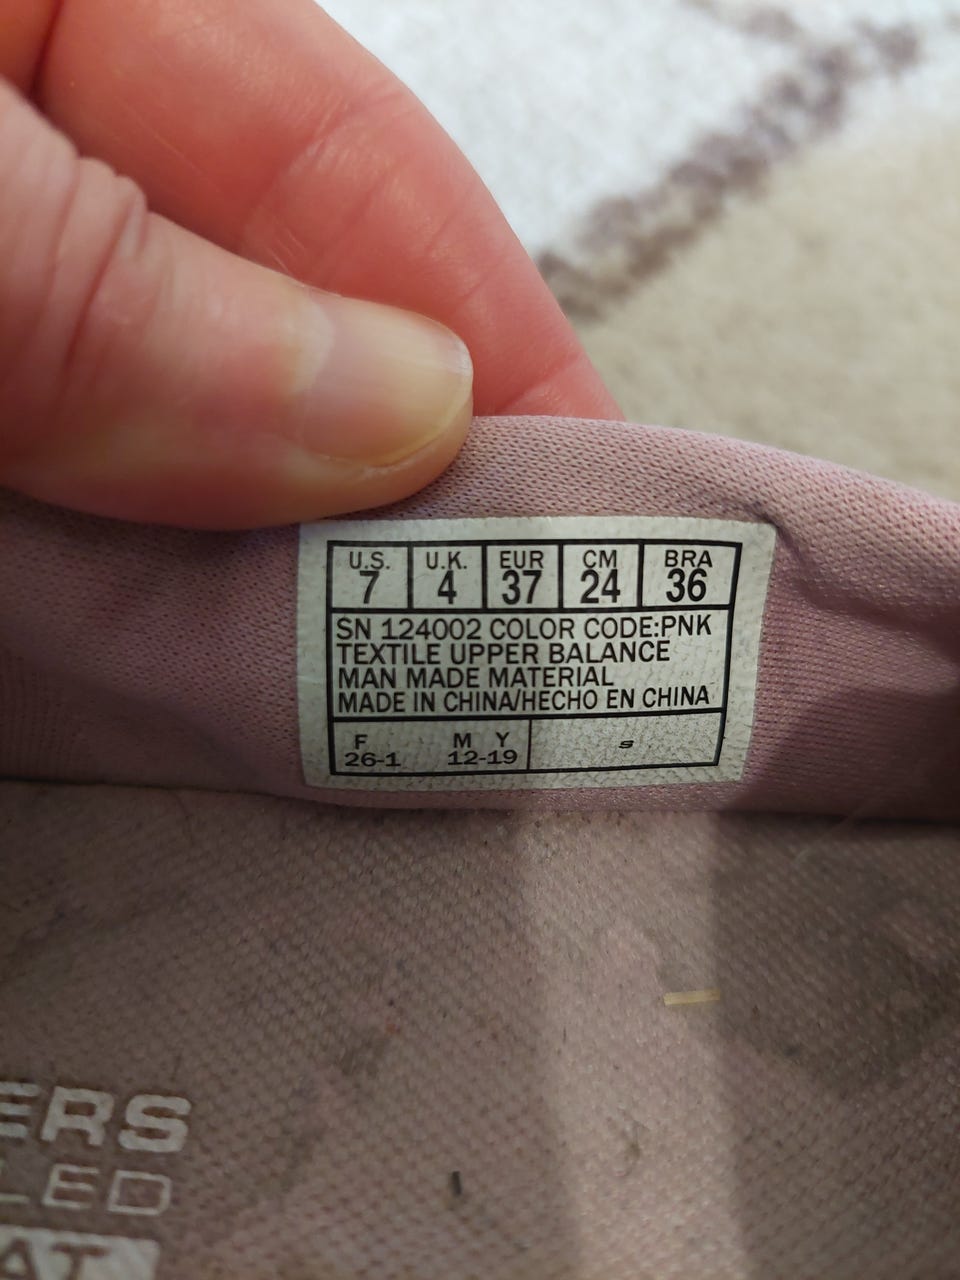 U.S. U.K. EUR CM BRA
7 4 37 24 36
SN 124002 COLOR CODE:PNK
TEXTILE UPPER BALANCE
MAN MADE MATERIAL
MADE IN CHINA/HECHO EN CHINA
F M Y
26-1 12-19 S
ERS
LED
AT